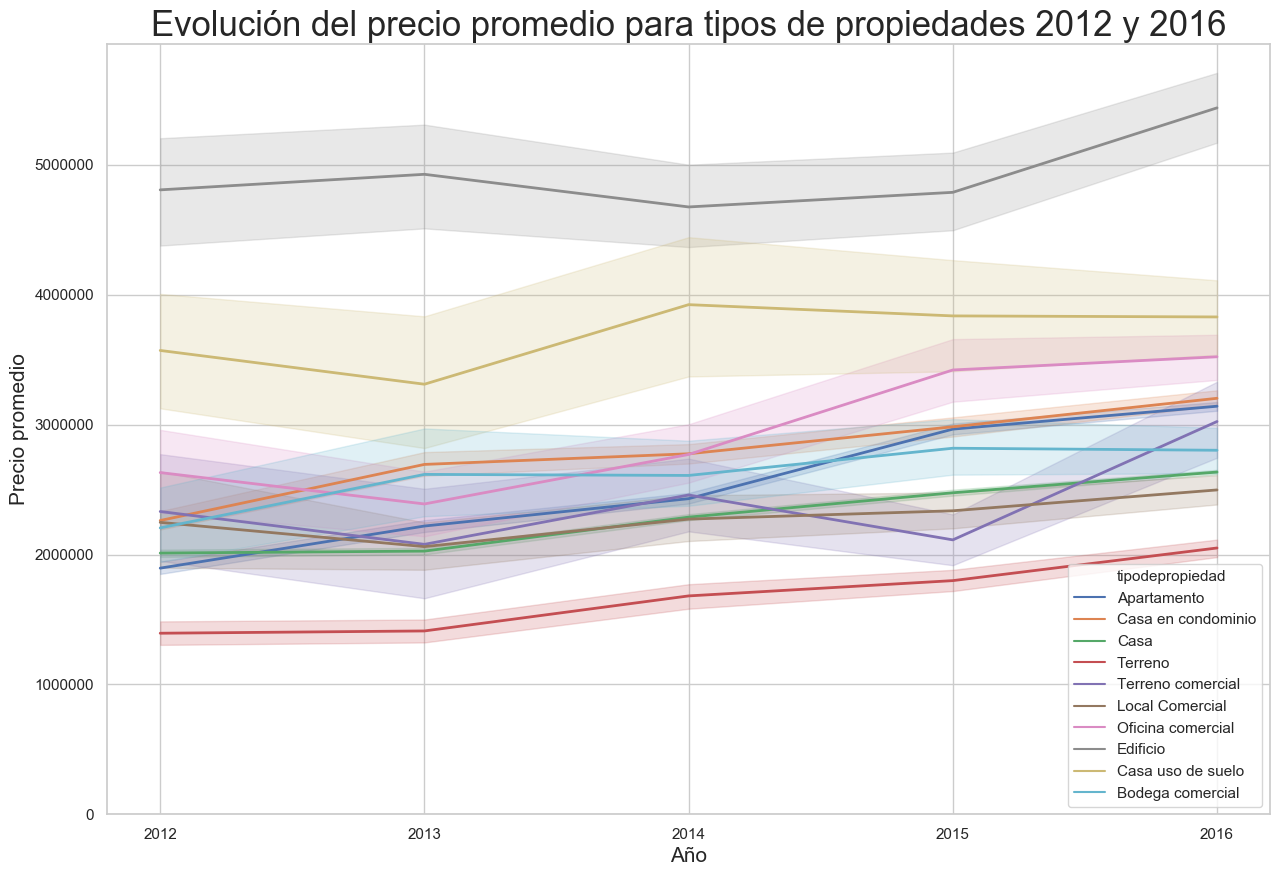 Evolución del precio promedio para tipos de propiedades 2012 y 2016
Precio promedio
5000000
4000000
3000000
2000000
1000000
0
2012
2013
2014
2015
2016
Año
tipodepropiedad
Apartamento
Casa en condominio
Casa
Terreno
Terreno comercial
Local Comercial
Oficina comercial
Edificio
Casa uso de suelo
Bodega comercial